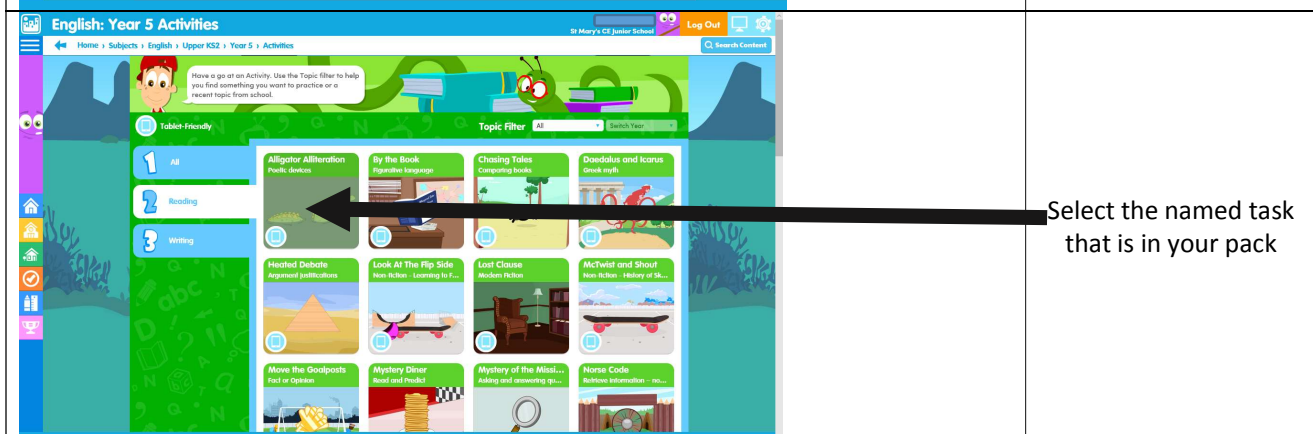 English: Year 5 Activities
St Mary's CE Junior School
Log Out
Home › Subjects › English › Upper KS2 › Year 5 › Activities
Search Content
Have a go at an Activity. Use the Topic filter to help
you find something you want to practice or a
recent topic from school.
Tablet-Friendly
Topic Filter
All
Switch Year
1 All
2 Reading
3 Writing
Alligator Alliteration
Poetic devices
By the Book
Figurative language
Chasing Tales
Comparing books
Daedalus and Icarus
Greek myth
Heated Debate
Argument justifications
Look At The Flip Side
Non-fiction - Learning to F...
Lost Clause
Modern Fiction
McTwist and Shout
Non-fiction - History of Sk...
Move the Goalposts
Fact or Opinion
Mystery Diner
Read and Predict
Mystery of the Missi...
Asking and answering qu...
Norse Code
Retrieve information – no...
Select the named task
that is in your pack